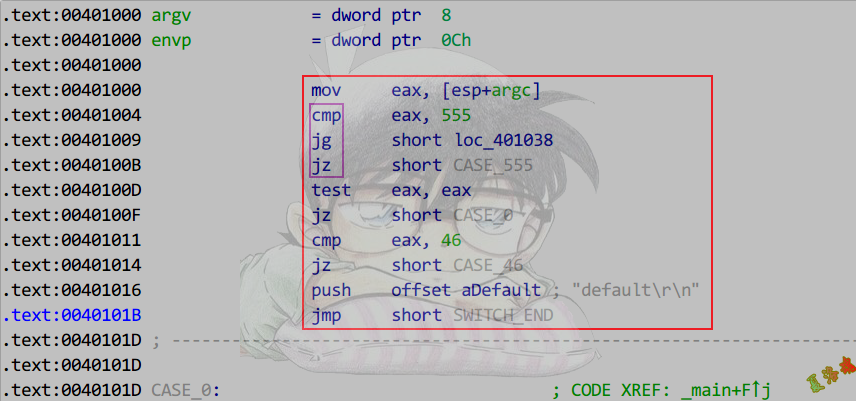 .text:00401000 argv = dword ptr 8
.text:00401000 envp = dword ptr 0Ch
.text:00401000
.text:00401000 mov eax, [esp+argc]
.text:00401004 cmp eax, 555
.text:00401009 jg short loc_401038
.text:0040100B jz short CASE_555
.text:0040100D test eax, eax
.text:0040100F jz short CASE_0
.text:00401011 cmp eax, 46
.text:00401014 jz short CASE_46
.text:00401016 push offset aDefault ; "default\r\n"
.text:0040101B jmp short SWITCH_END
.text:0040101D ; ---------------------------------------------------------------------------
.text:0040101D
.text:0040101D CASE_0: ; CODE XREF: _main+F↑j